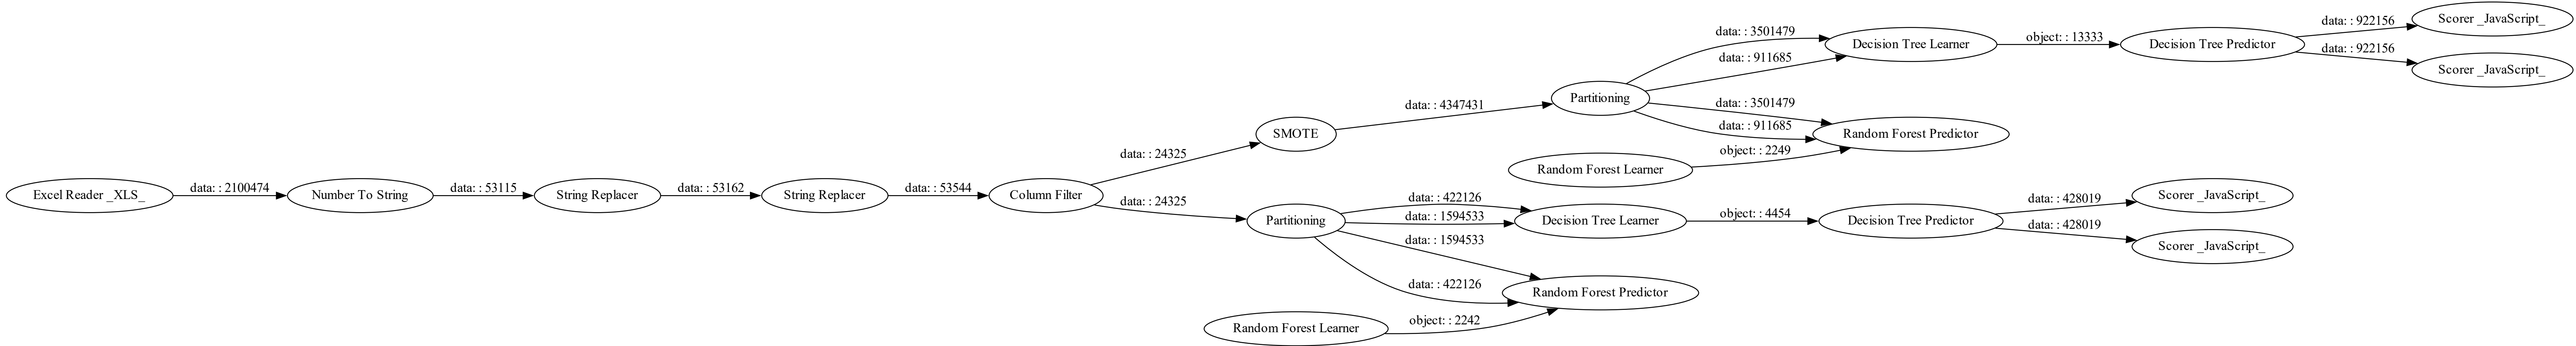 Excel Reader _XLS_
data: : 2100474
Number To String
data: : 53115
String Replacer
data: : 53162
String Replacer
data: : 53544
Column Filter
data: : 24325
SMOTE
data: : 4347431
Partitioning
data: : 3501479
data: : 911685
Decision Tree Learner
object: : 13333
Decision Tree Predictor
data: : 922156
Scorer _JavaScript_
data: : 922156
Scorer _JavaScript_
data: : 3501479
data: : 911685
Random Forest Predictor
object: : 2249
Random Forest Learner
data: : 24325
Partitioning
data: : 422126
data: : 1594533
Decision Tree Learner
object: : 4454
Decision Tree Predictor
data: : 428019
Scorer _JavaScript_
data: : 428019
Scorer _JavaScript_
data: : 1594533
data: : 422126
Random Forest Predictor
object: : 2242
Random Forest Learner